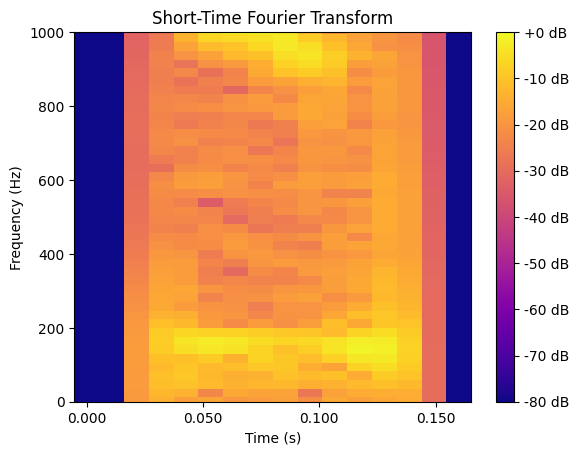 Short-Time Fourier Transform
1000
800
600
400
200
0
Frequency (Hz)
0.000
0.050
0.100
0.150
Time (s)
+0 dB
-10 dB
-20 dB
-30 dB
-40 dB
-50 dB
-60 dB
-70 dB
-80 dB